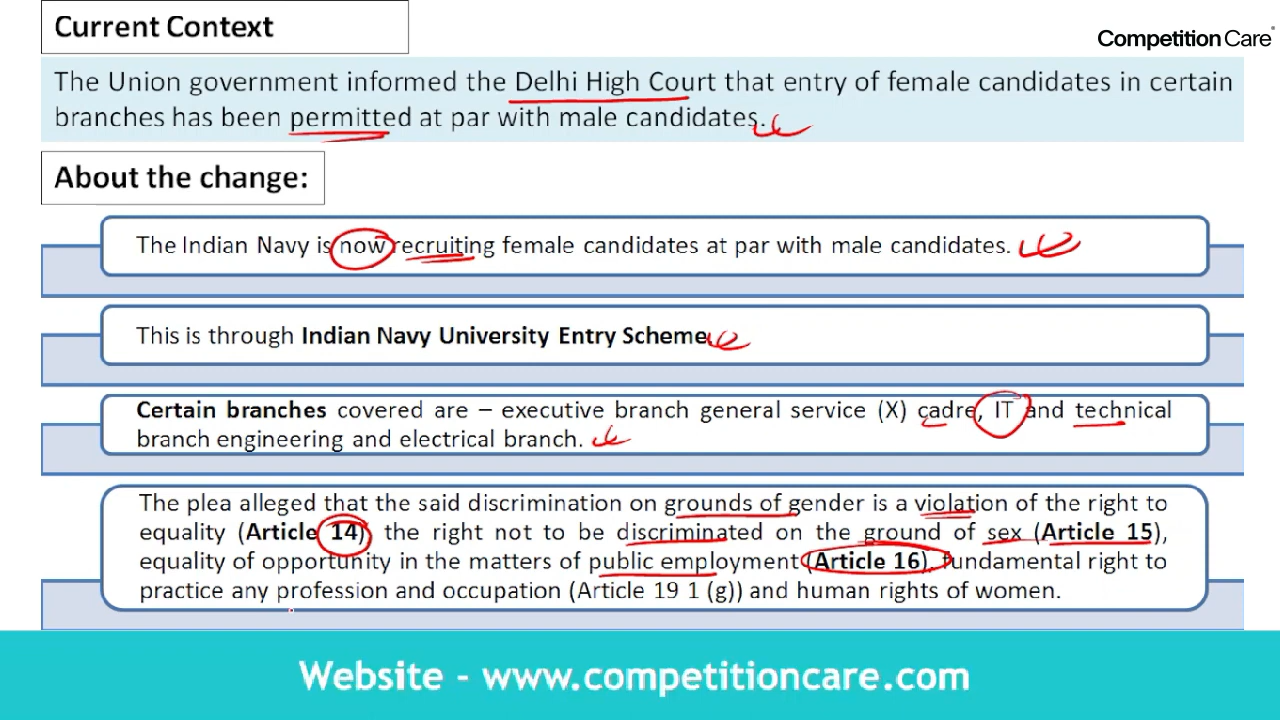 Current Context
Competition Care
The Union government informed the Delhi High Court that entry of female candidates in certain
branches has been permitted at par with male candidates.
About the change:
The Indian Navy is now recruiting female candidates at par with male candidates.
This is through Indian Navy University Entry Scheme.
Certain branches covered are – executive branch general service (X) cadre, IT and technical
branch engineering and electrical branch.
The plea alleged that the said discrimination on grounds of gender is a violation of the right to
equality (Article 14), the right not to be discriminated on the ground of sex (Article 15),
equality of opportunity in the matters of public employment (Article 16), fundamental right to
practice any profession and occupation (Article 19 1 (g)) and human rights of women.
Website - www.competitioncare.com